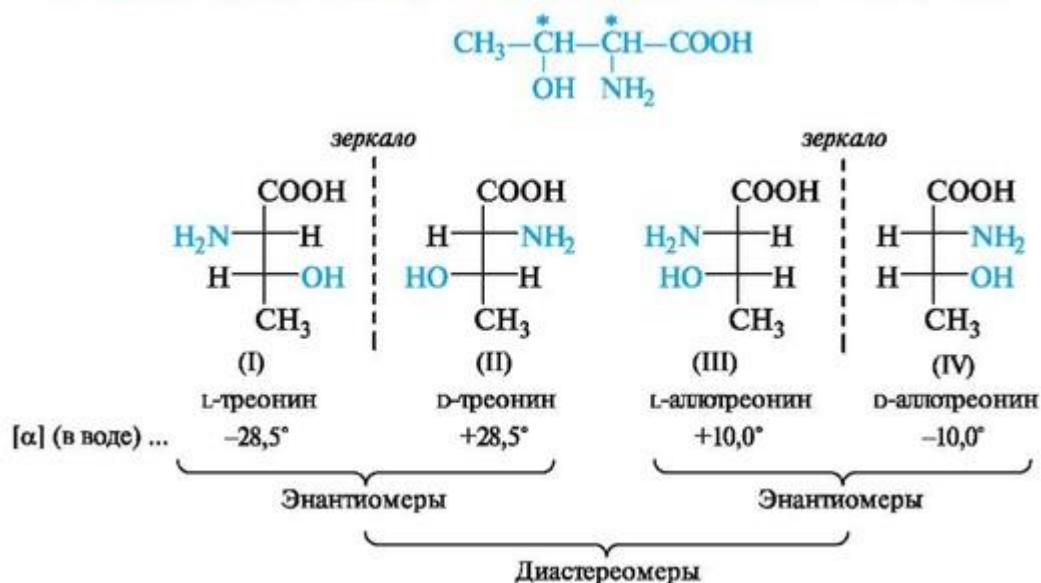 * *
CH₃—CH—CH—COOH
OH NH₂
зеркало зеркало
COOH COOH COOH COOH
H₂N H H NH₂ H₂N H H NH₂
H OH HO H HO H H OH
CH₃ CH₃ CH₃ CH₃
(I) (II) (III) (IV)
L-треонин D-треонин L-аллютреонин D-аллотреонин
[α] (в воде) ... –28,5° +28,5° +10,0° –10,0°
Энантиомеры Энантиомеры
Диастереомеры